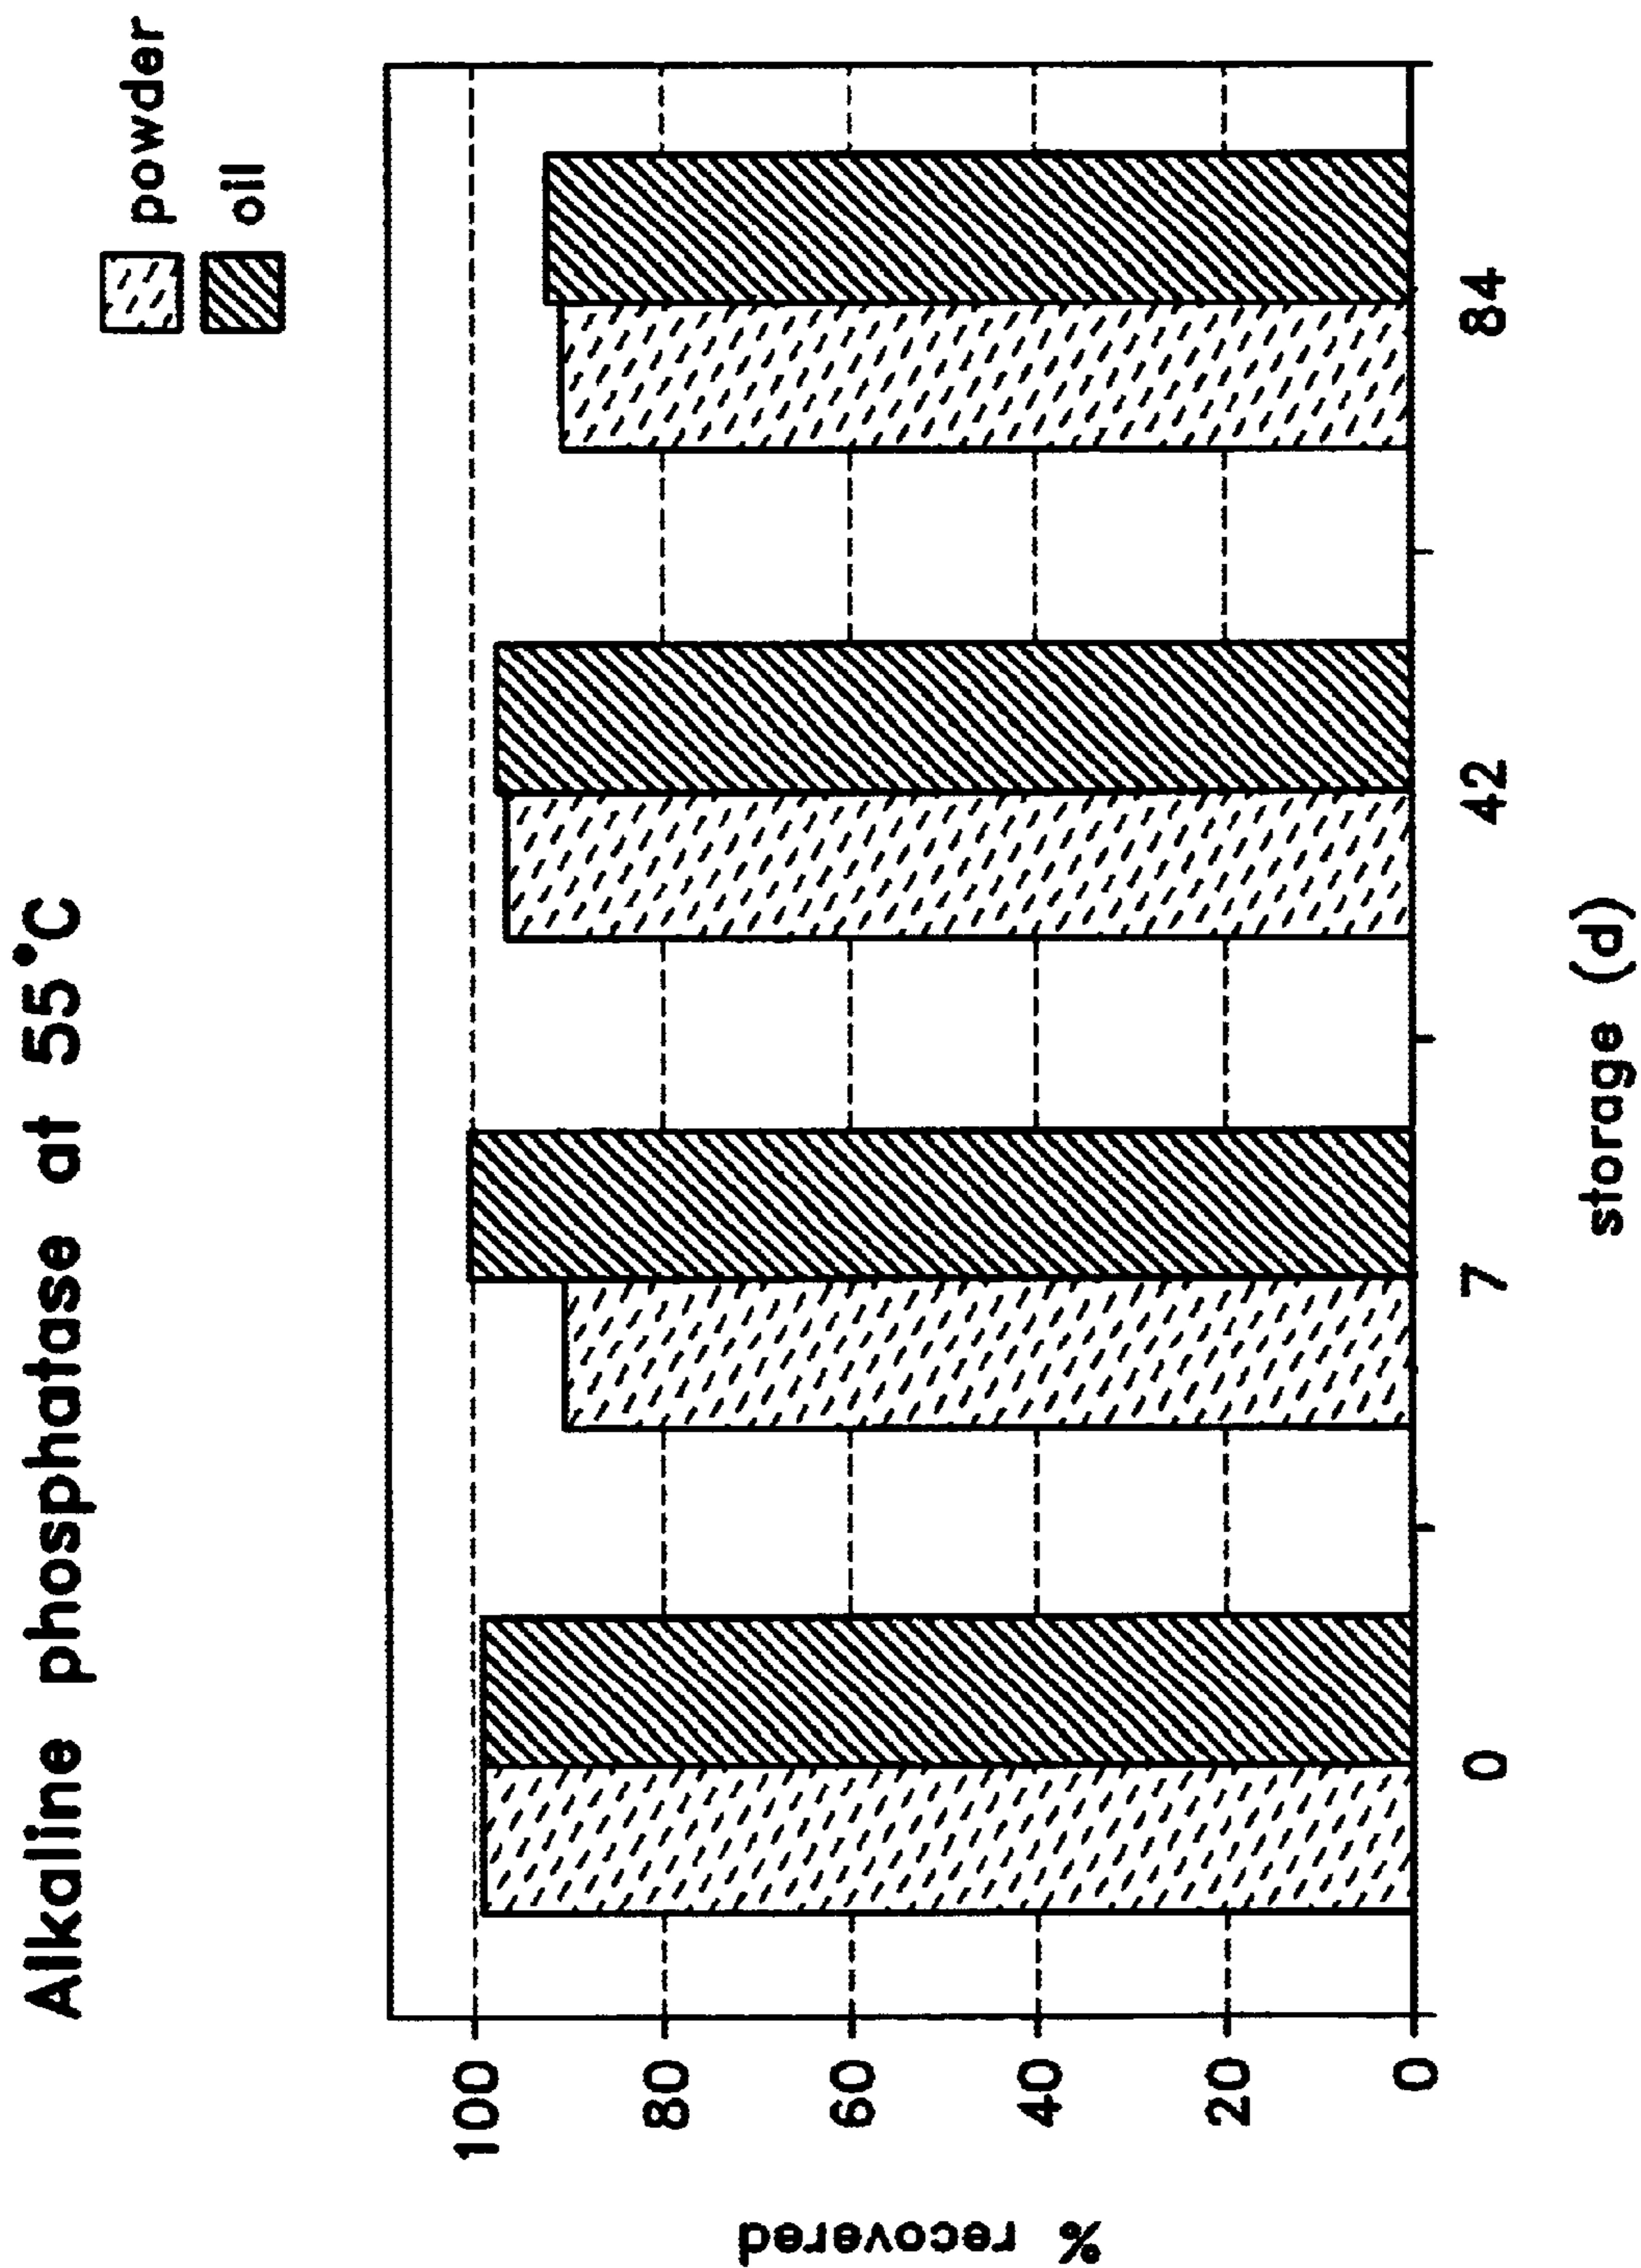 Alkaline phosphatase at 55°C
powder
oil
% recovered
100
80
60
40
20
0
0 7 42 84
storage (d)